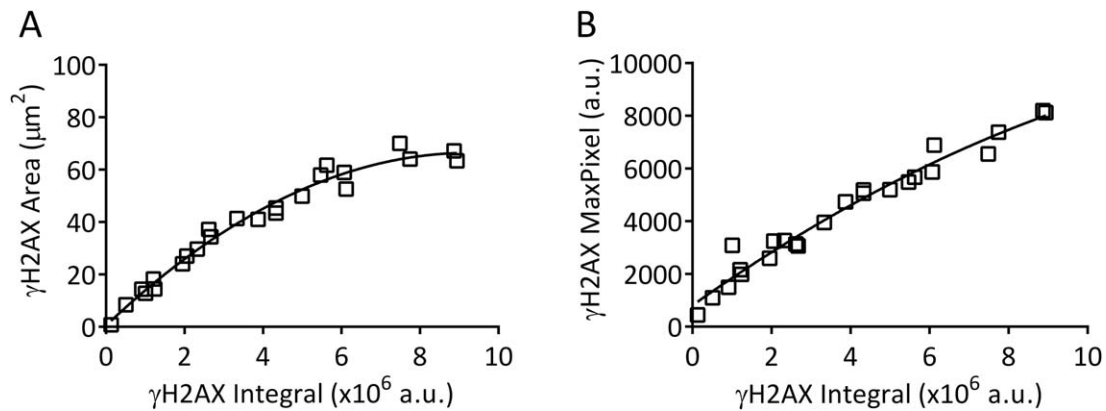 A
γH2AX Area (μm²)
100
80
60
40
20
0
0 2 4 6 8 10
γH2AX Integral (x10⁶ a.u.)
B
γH2AX MaxPixel (a.u.)
10000
8000
6000
4000
2000
0
0 2 4 6 8 10
γH2AX Integral (x10⁶ a.u.)